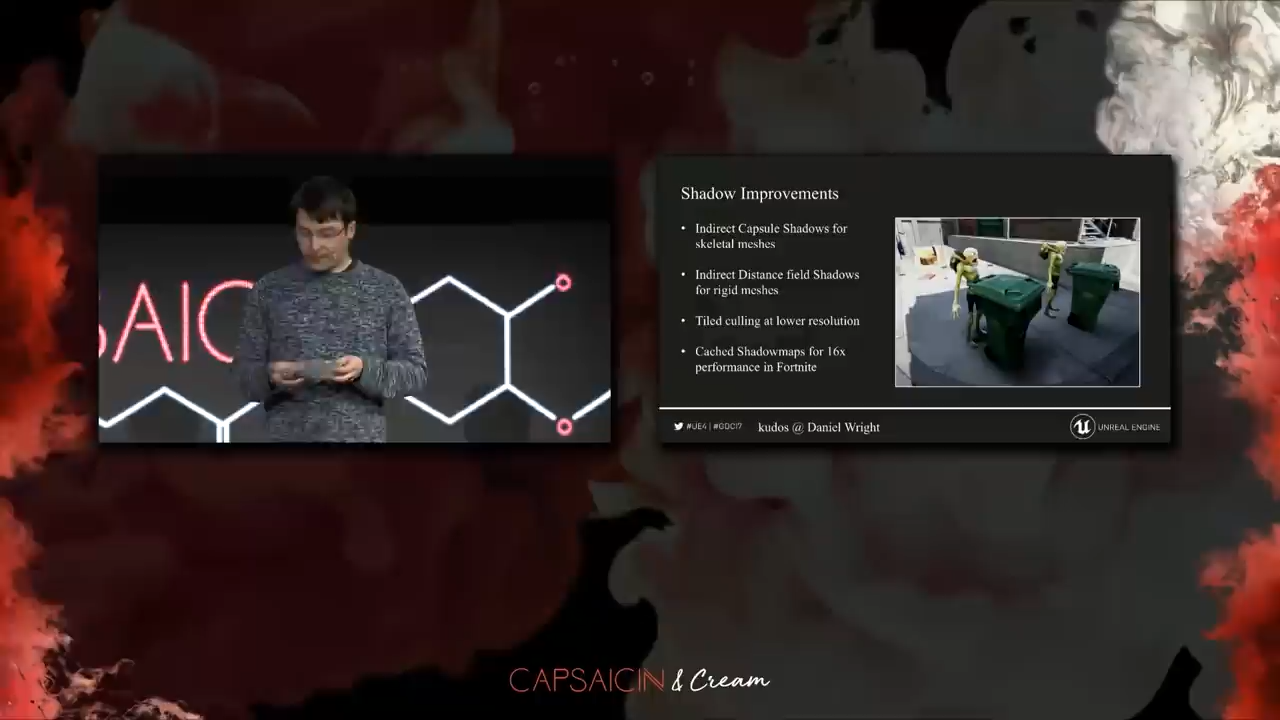 SAIC
Shadow Improvements
• Indirect Capsule Shadows for
skeletal meshes
• Indirect Distance field Shadows
for rigid meshes
• Tiled culling at lower resolution
• Cached Shadowmaps for 16x
performance in Fortnite
#UE4 | #GDC17
kudos @ Daniel Wright
UNREAL ENGINE
CAPSAICIN & Cream